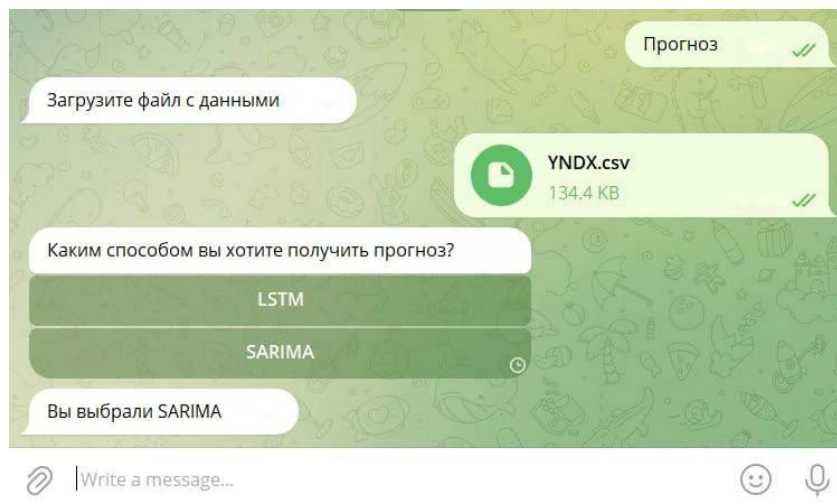 Прогноз
Загрузите файл с данными
YNDX.csv
134.4 KB
Каким способом вы хотите получить прогноз?
LSTM
SARIMA
Вы выбрали SARIMA
Write a message...